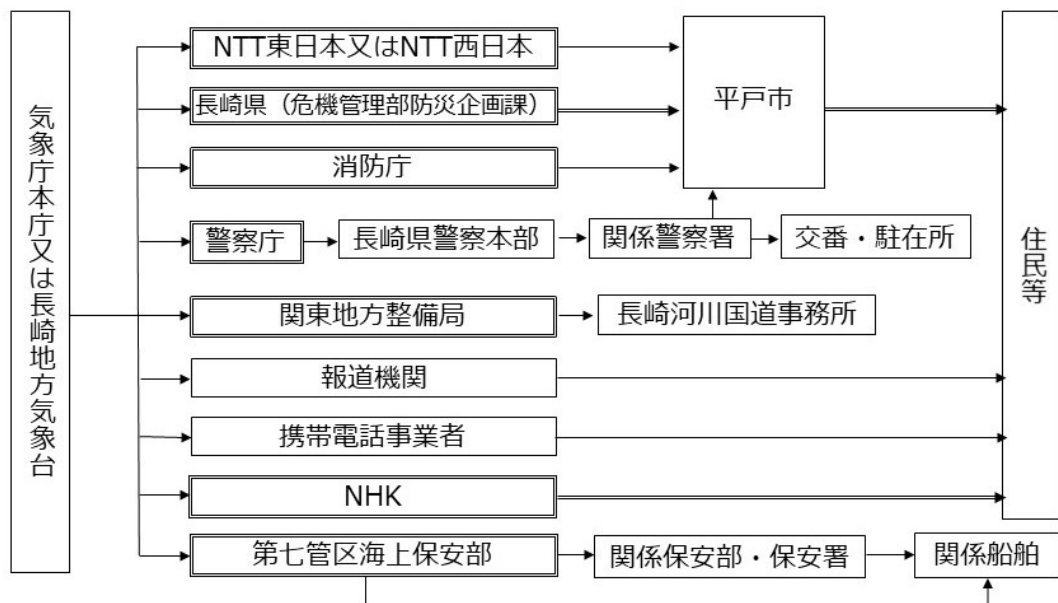 気象庁本庁又は長崎地方気象台
NTT東日本又はNTT西日本
長崎県（危機管理部防災企画課）
消防庁
平戸市
警察庁
長崎県警察本部
関係警察署
交番・駐在所
関東地方整備局
長崎河川国道事務所
報道機関
携帯電話事業者
NHK
住民等
第七管区海上保安部
関係保安部・保安署
関係船舶